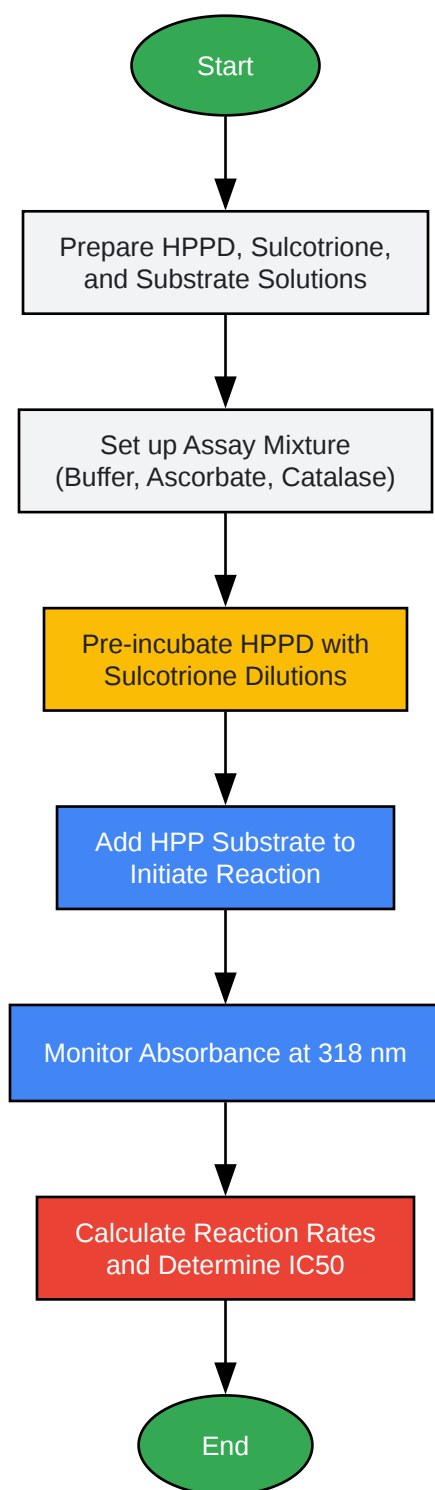 Start
Prepare HPPD, Sulcotrione,
and Substrate Solutions
Set up Assay Mixture
(Buffer, Ascorbate, Catalase)
Pre-incubate HPPD with
Sulcotrione Dilutions
Add HPP Substrate to
Initiate Reaction
Monitor Absorbance at 318 nm
Calculate Reaction Rates
and Determine IC50
End